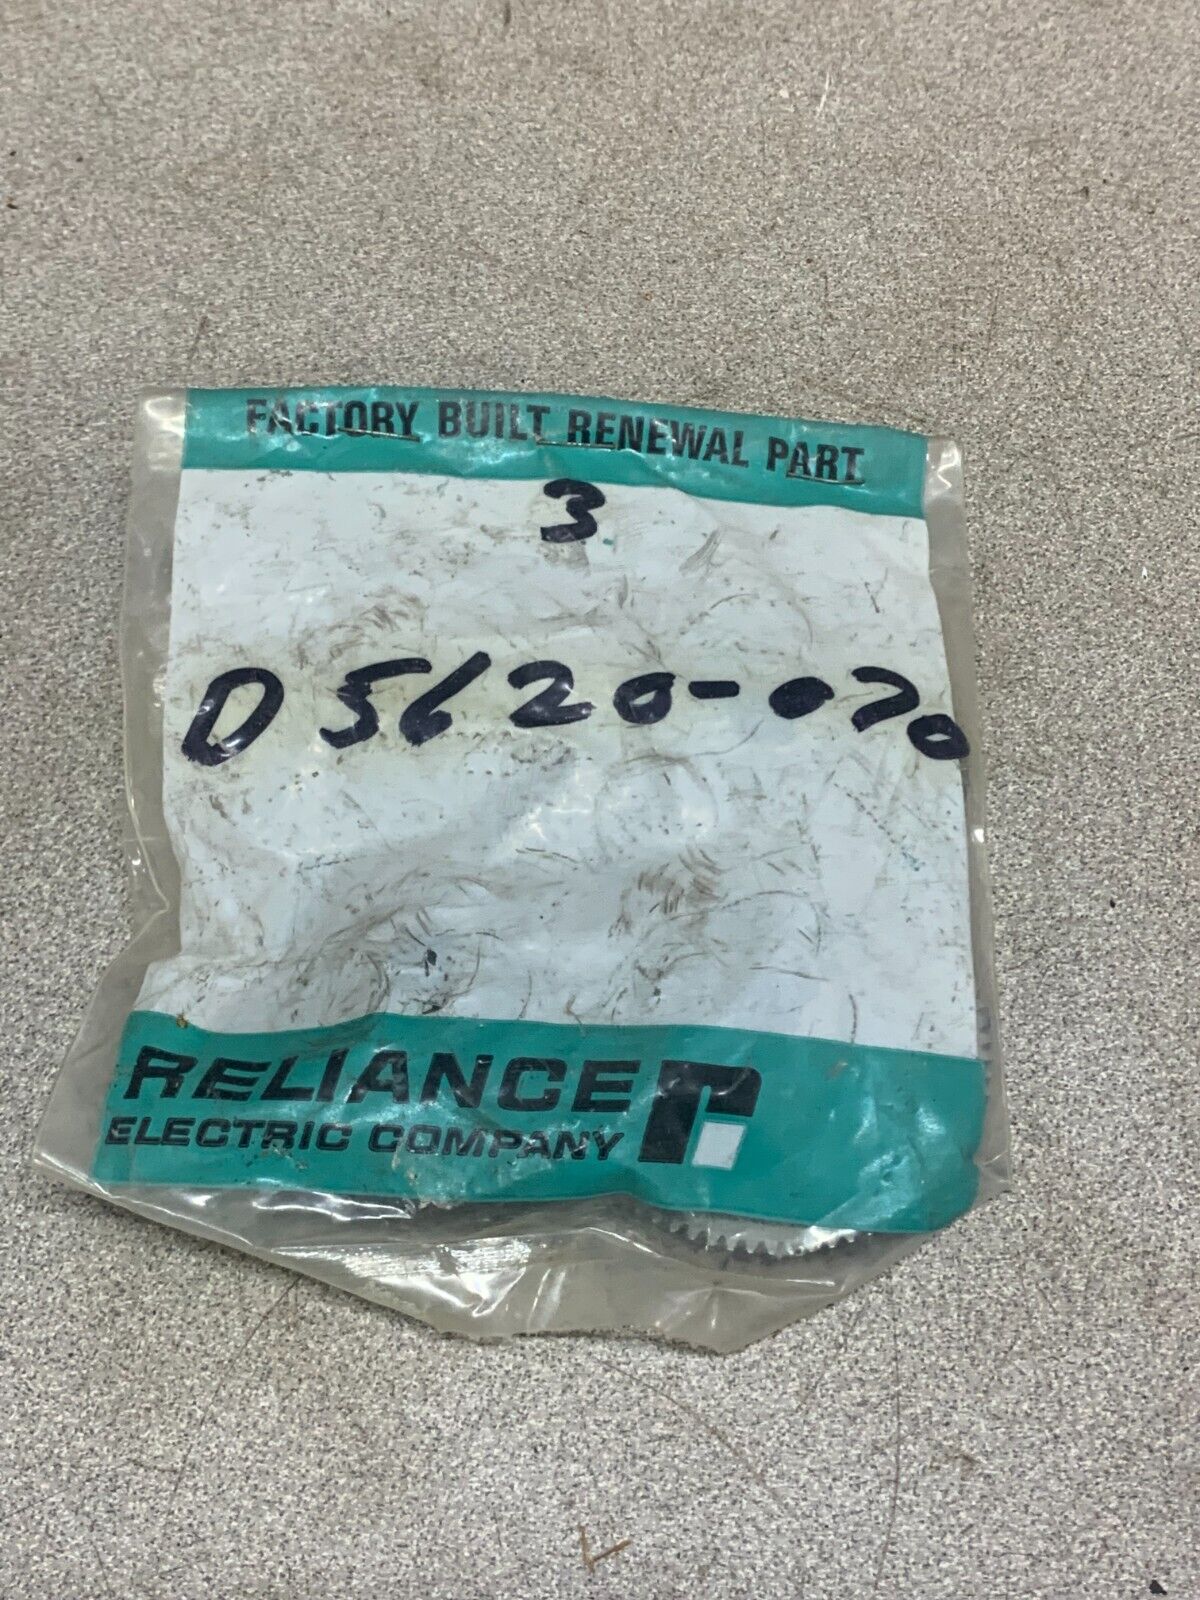 FACTORY BUILT RENEWAL PART
3
D5620-070
RELIANCE
ELECTRIC COMPANY